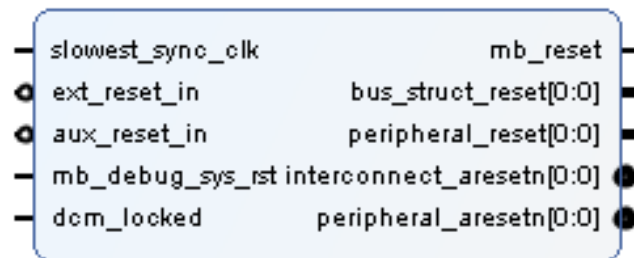 slowest_sync_clk mb_reset
ext_reset_in bus_struct_reset[0:0]
aux_reset_in peripheral_reset[0:0]
mb_debug_sys_rst interconnect_aresetn[0:0]
dcm_locked peripheral_aresetn[0:0]